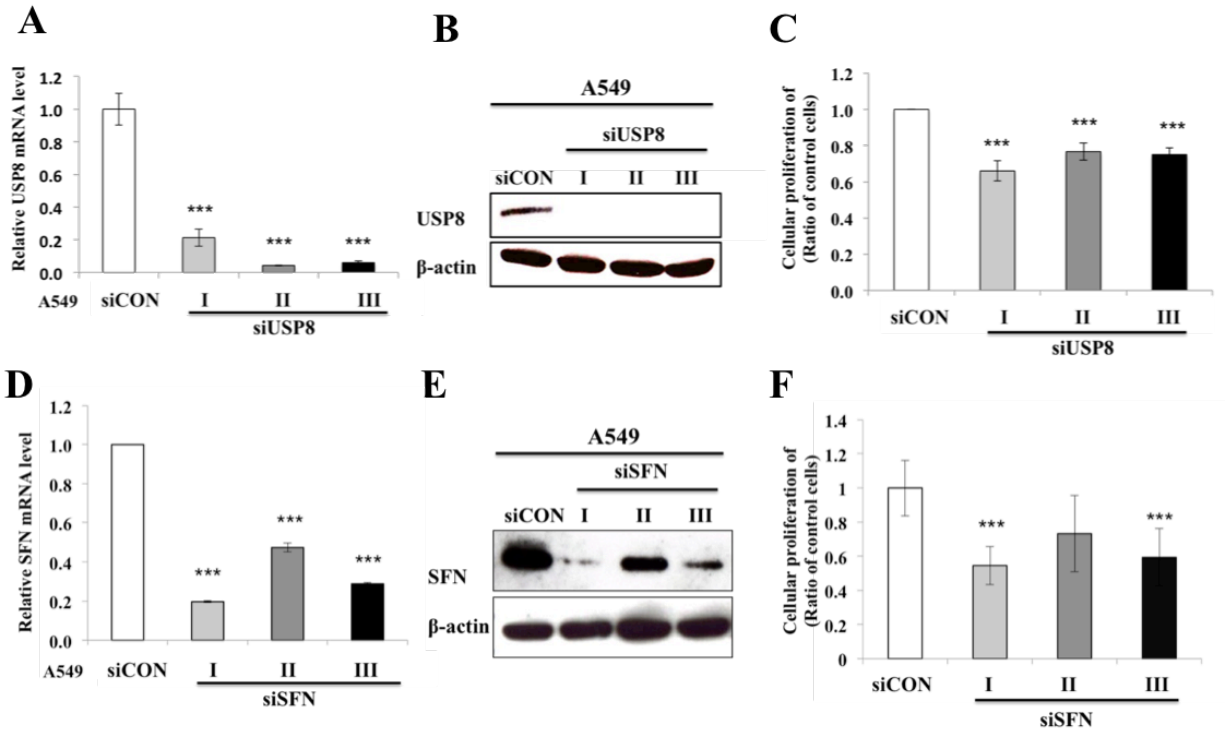 A
Relative USP8 mRNA level
1.2
1.0
0.8
0.6
0.4
0.2
0.0
***
***
***
A549
siCON
I
II
III
siUSP8
B
A549
siUSP8
siCON
I
II
III
USP8
β-actin
C
Cellular proliferation of
(Ratio of control cells)
1.2
1.0
0.8
0.6
0.4
0.2
0.0
***
***
***
siCON
I
II
III
siUSP8
D
Relative SFN mRNA level
1.2
1.0
0.8
0.6
0.4
0.2
0.0
***
***
***
A549
siCON
I
II
III
siSFN
E
A549
siSFN
siCON
I
II
III
SFN
β-actin
F
Cellular proliferation of
(Ratio of control cells)
1.4
1.2
1
0.8
0.6
0.4
0.2
0
***
***
siCON
I
II
III
siSFN